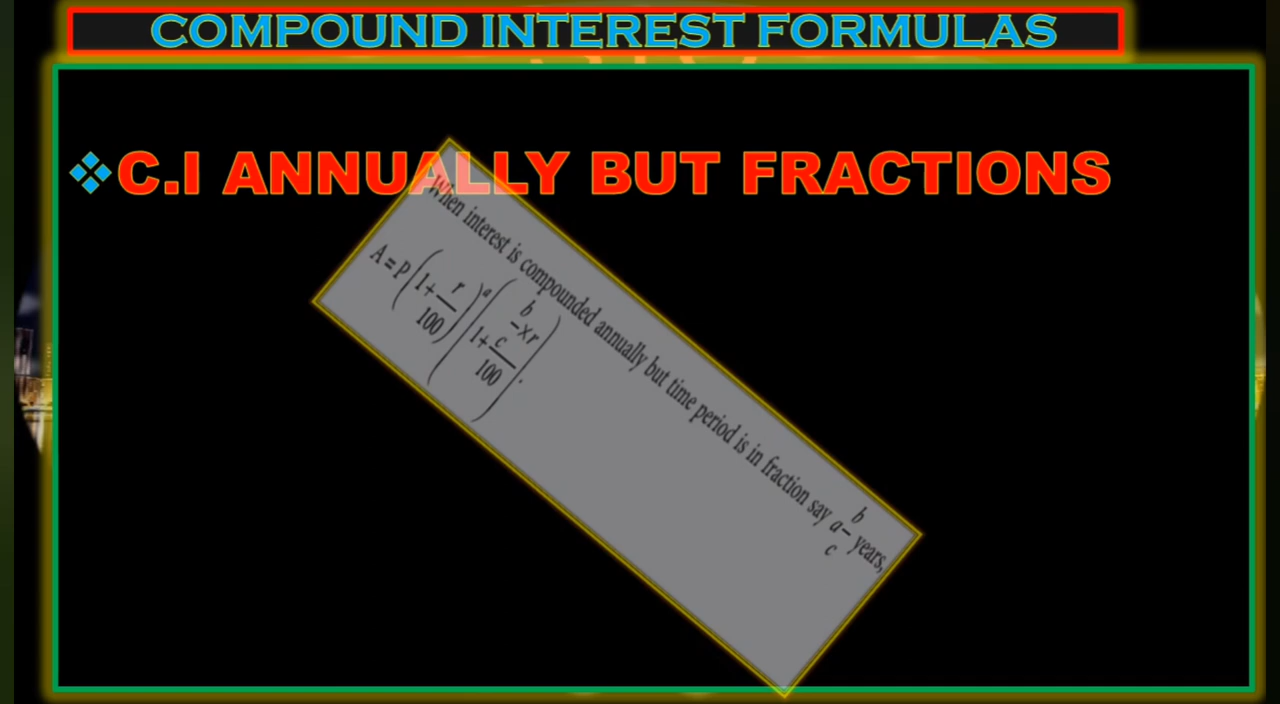 COMPOUND INTEREST FORMULAS
❖C.I ANNUALLY BUT FRACTIONS
When interest is compounded annually but time period is in fraction say a b/c years,
A = P(1+ r/100)^a (1+ (b/c ×r)/100).